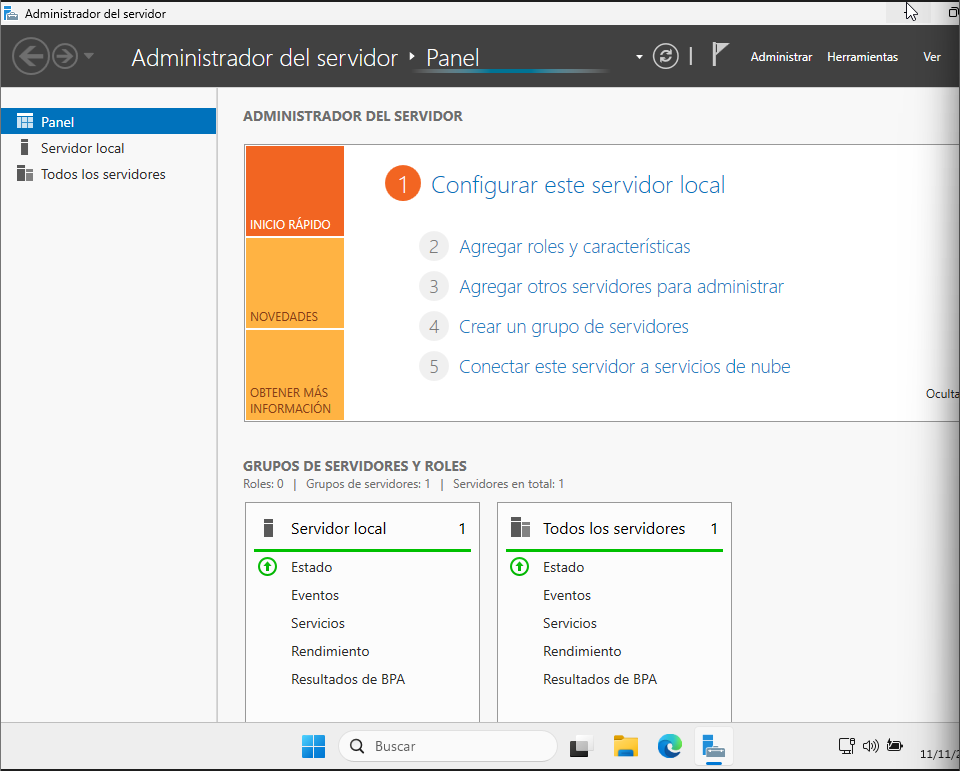 Administrador del servidor
Administrador del servidor ‣ Panel
Administrar Herramientas Ver
Panel
Servidor local
Todos los servidores
ADMINISTRADOR DEL SERVIDOR
INICIO RÁPIDO
NOVEDADES
OBTENER MÁS
INFORMACIÓN
1 Configurar este servidor local
2 Agregar roles y características
3 Agregar otros servidores para administrar
4 Crear un grupo de servidores
5 Conectar este servidor a servicios de nube
Oculta
GRUPOS DE SERVIDORES Y ROLES
Roles: 0 | Grupos de servidores: 1 | Servidores en total: 1
Servidor local 1
Estado
Eventos
Servicios
Rendimiento
Resultados de BPA
Todos los servidores 1
Estado
Eventos
Servicios
Rendimiento
Resultados de BPA
Buscar
11/11/2